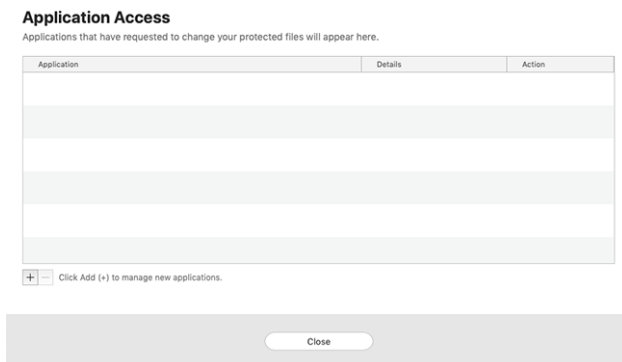 Application Access
Applications that have requested to change your protected files will appear here.
Application Details Action
+ − Click Add (+) to manage new applications.
Close